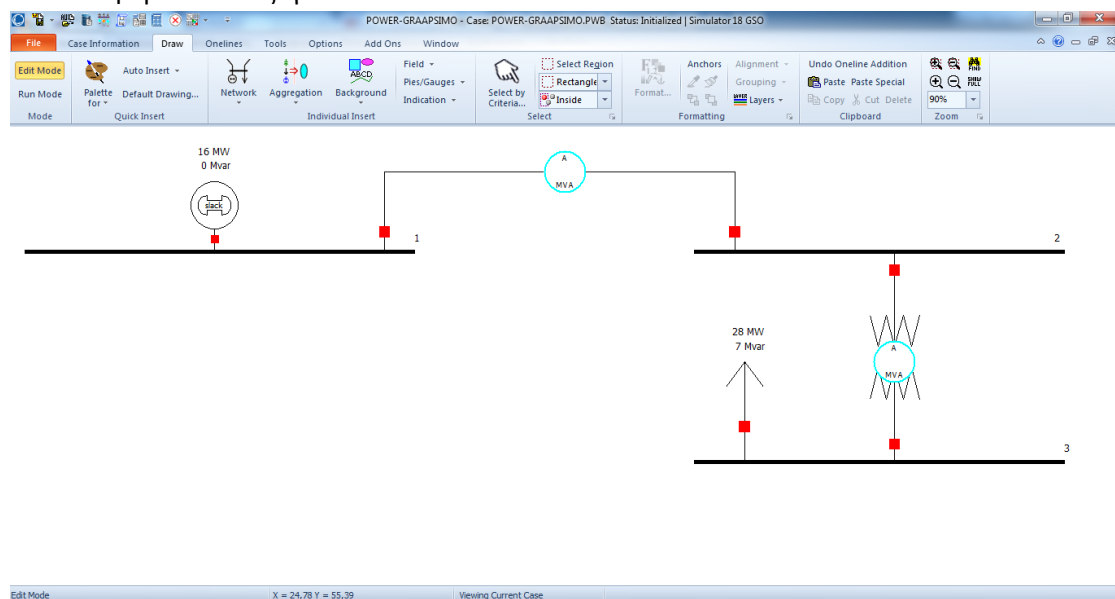 POWER-GRAAPSIMO - Case: POWER-GRAAPSIMO.PWB Status: Initialized | Simulator 18 GSO
File Case Information Draw Onelines Tools Options Add Ons Window
Edit Mode
Run Mode
Mode
Palette for
Auto Insert
Default Drawing...
Quick Insert
Network
Aggregation
ABCD
Background
Field
Pies/Gauges
Indication
Individual Insert
Select by
Criteria...
Select Region
Rectangle
Inside
Select
Format...
Anchors
Alignment
Grouping
Layers
Formatting
Undo Oneline Addition
Paste Paste Special
Copy Cut Delete
Clipboard
FIND
90%
Zoom
16 MW
0 Mvar
slack
1
A
MVA
2
28 MW
7 Mvar
A
MVA
3
Edit Mode X = 24,78 Y = 55,39 Viewing Current Case